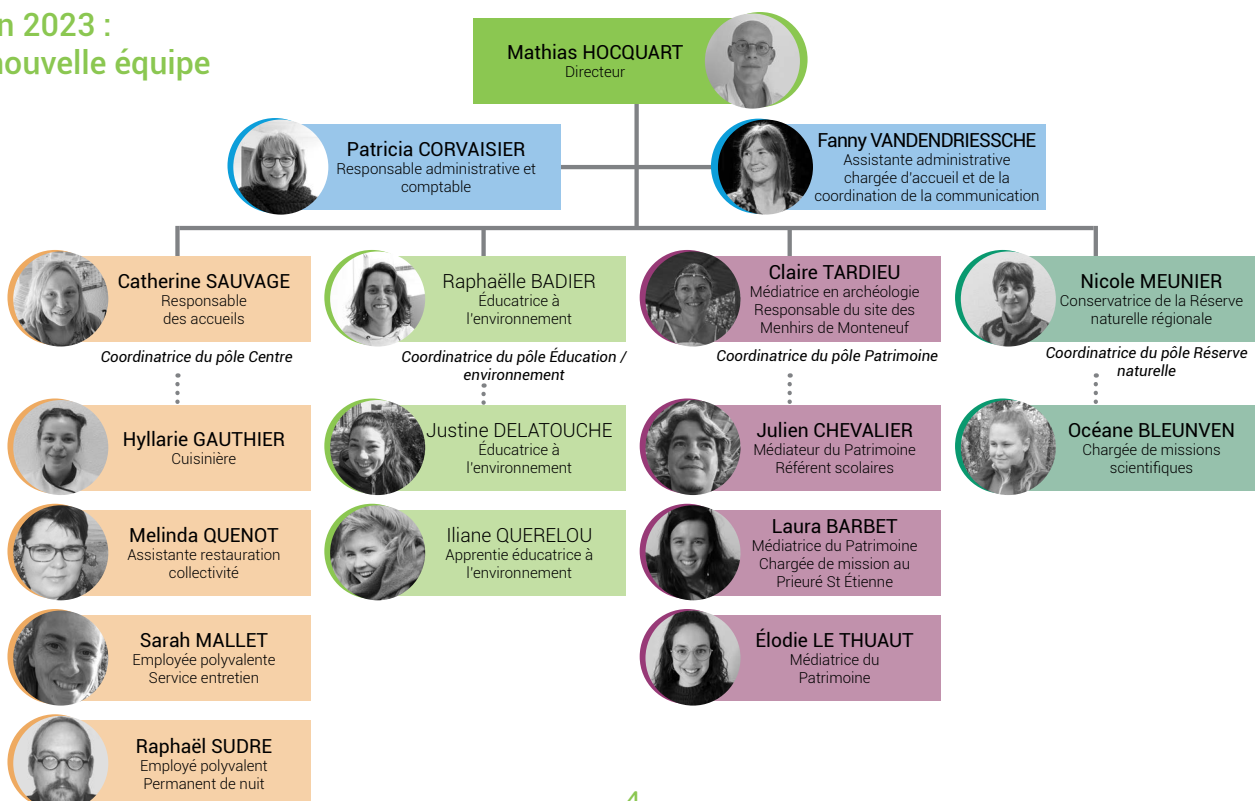 n 2023 :
nouvelle équipe
Mathias HOCQUART
Directeur
Patricia CORVAISIER
Responsable administrative et
comptable
Fanny VANDENDRIESSCHE
Assistante administrative
chargée d'accueil et de la
coordination de la communication
Catherine SAUVAGE
Responsable
des accueils
Coordinatrice du pôle Centre
Hyllarie GAUTHIER
Cuisinière
Melinda QUENOT
Assistante restauration
collectivité
Sarah MALLET
Employée polyvalente
Service entretien
Raphaël SUDRE
Employé polyvalent
Permanent de nuit
Raphaëlle BADIER
Éducatrice à
l'environnement
Coordinatrice du pôle Éducation /
environnement
Justine DELATOUCHE
Éducatrice à
l'environnement
Iliane QUERELOU
Apprentie éducatrice à
l'environnement
Claire TARDIEU
Médiatrice en archéologie
Responsable du site des
Menhirs de Monteneuf
Coordinatrice du pôle Patrimoine
Julien CHEVALIER
Médiateur du Patrimoine
Référent scolaires
Laura BARBET
Médiatrice du Patrimoine
Chargée de mission au
Prieuré St Étienne
Élodie LE THUAUT
Médiatrice du
Patrimoine
Nicole MEUNIER
Conservatrice de la Réserve
naturelle régionale
Coordinatrice du pôle Réserve
naturelle
Océane BLEUNVEN
Chargée de missions
scientifiques
4